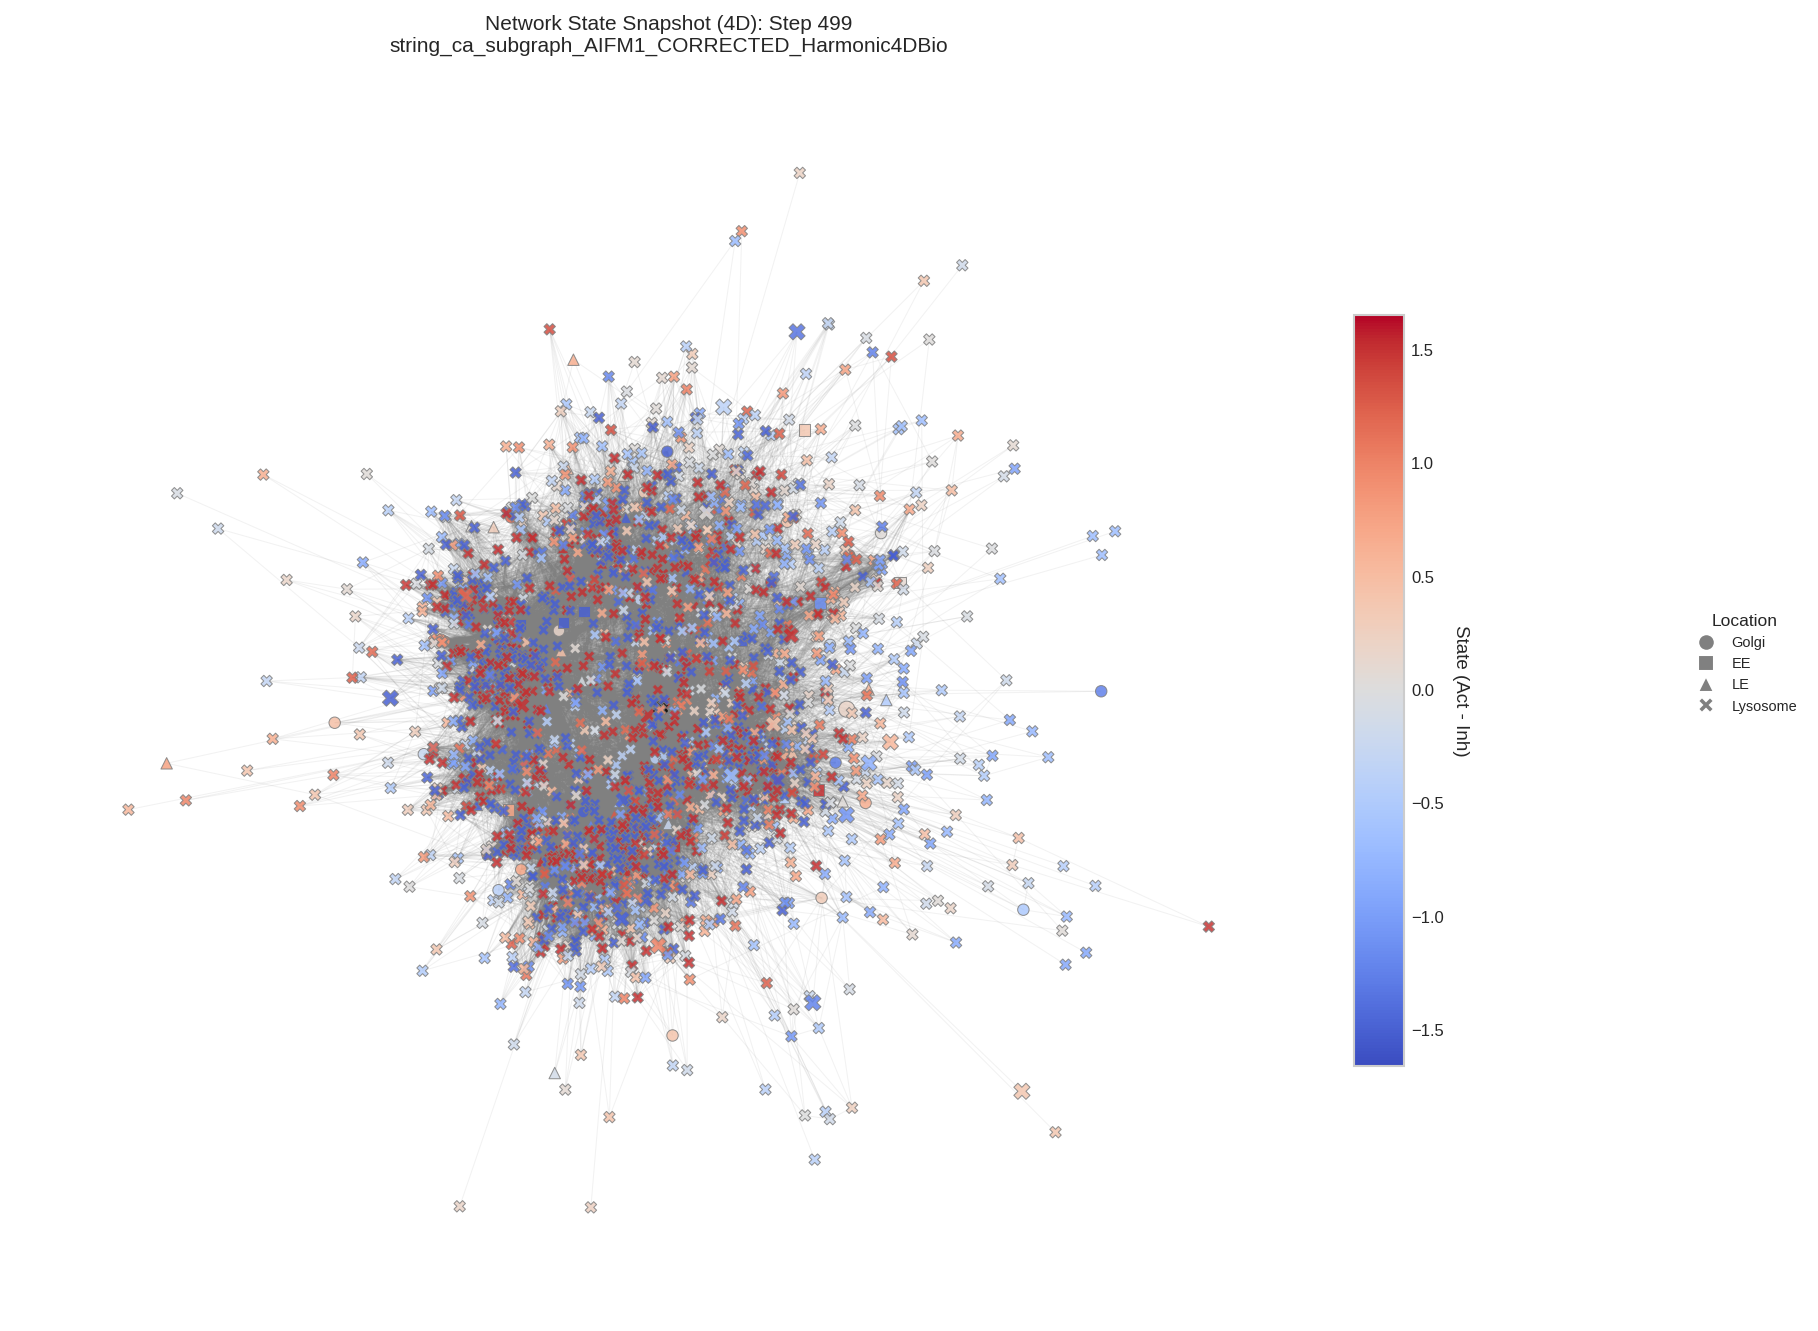 Network State Snapshot (4D): Step 499
string_ca_subgraph_AIFM1_CORRECTED_Harmonic4DBio
1.5
1.0
0.5
0.0
−0.5
−1.0
−1.5
State (Act - Inh)
Location
Golgi
EE
LE
Lysosome